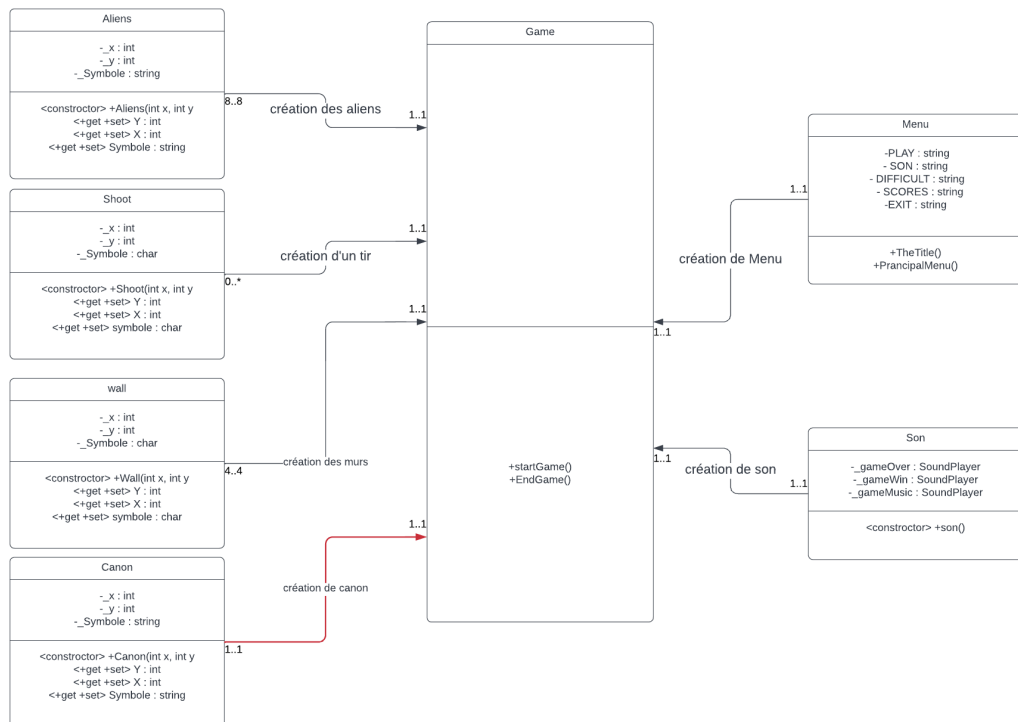 Aliens
-_x : int
-_y : int
-_Symbole : string
<constroctor> +Aliens(int x, int y
<+get +set> Y : int
<+get +set> X : int
<+get +set> Symbole : string
8..8
création des aliens
1..1
Shoot
-_x : int
-_y : int
-_Symbole : char
<constroctor> +Shoot(int x, int y
<+get +set> Y : int
<+get +set> X : int
<+get +set> symbole : char
0..*
création d'un tir
1..1
wall
-_x : int
-_y : int
-_Symbole : char
<constroctor> +Wall(int x, int y
<+get +set> Y : int
<+get +set> X : int
<+get +set> symbole : char
4..4
création des murs
1..1
Canon
-_x : int
-_y : int
-_Symbole : string
<constroctor> +Canon(int x, int y
<+get +set> Y : int
<+get +set> X : int
<+get +set> Symbole : string
1..1
création de canon
1..1
Game
+startGame()
+EndGame()
Menu
-PLAY : string
- SON : string
- DIFFICULT : string
- SCORES : string
-EXIT : string
+TheTitle()
+PrancipalMenu()
1..1
création de Menu
1..1
Son
-_gameOver : SoundPlayer
-_gameWin : SoundPlayer
-_gameMusic : SoundPlayer
<constroctor> +son()
1..1
création de son
1..1